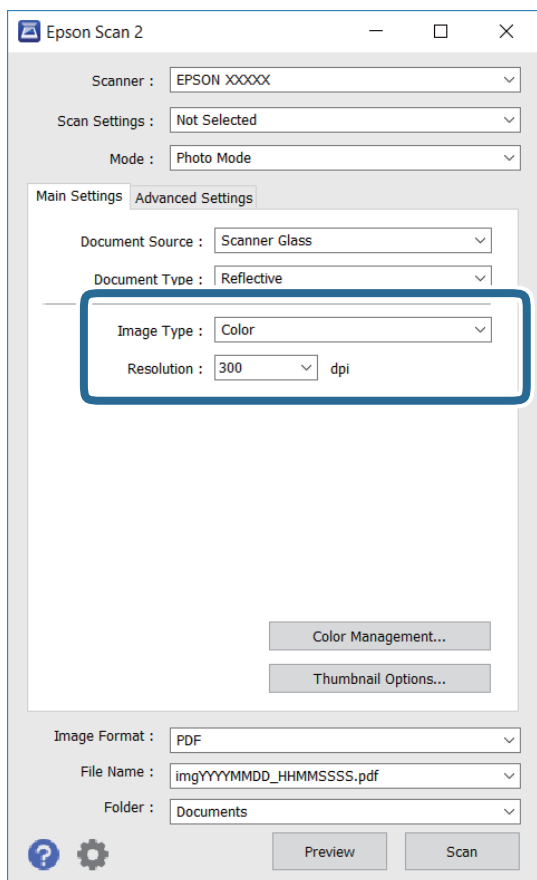 Epson Scan 2
Scanner : EPSON XXXXX
Scan Settings : Not Selected
Mode : Photo Mode
Main Settings Advanced Settings
Document Source : Scanner Glass
Document Type : Reflective
Image Type : Color
Resolution : 300 dpi
Color Management...
Thumbnail Options...
Image Format : PDF
File Name : imgYYYYMMDD_HHMMSSSS.pdf
Folder : Documents
? Preview Scan